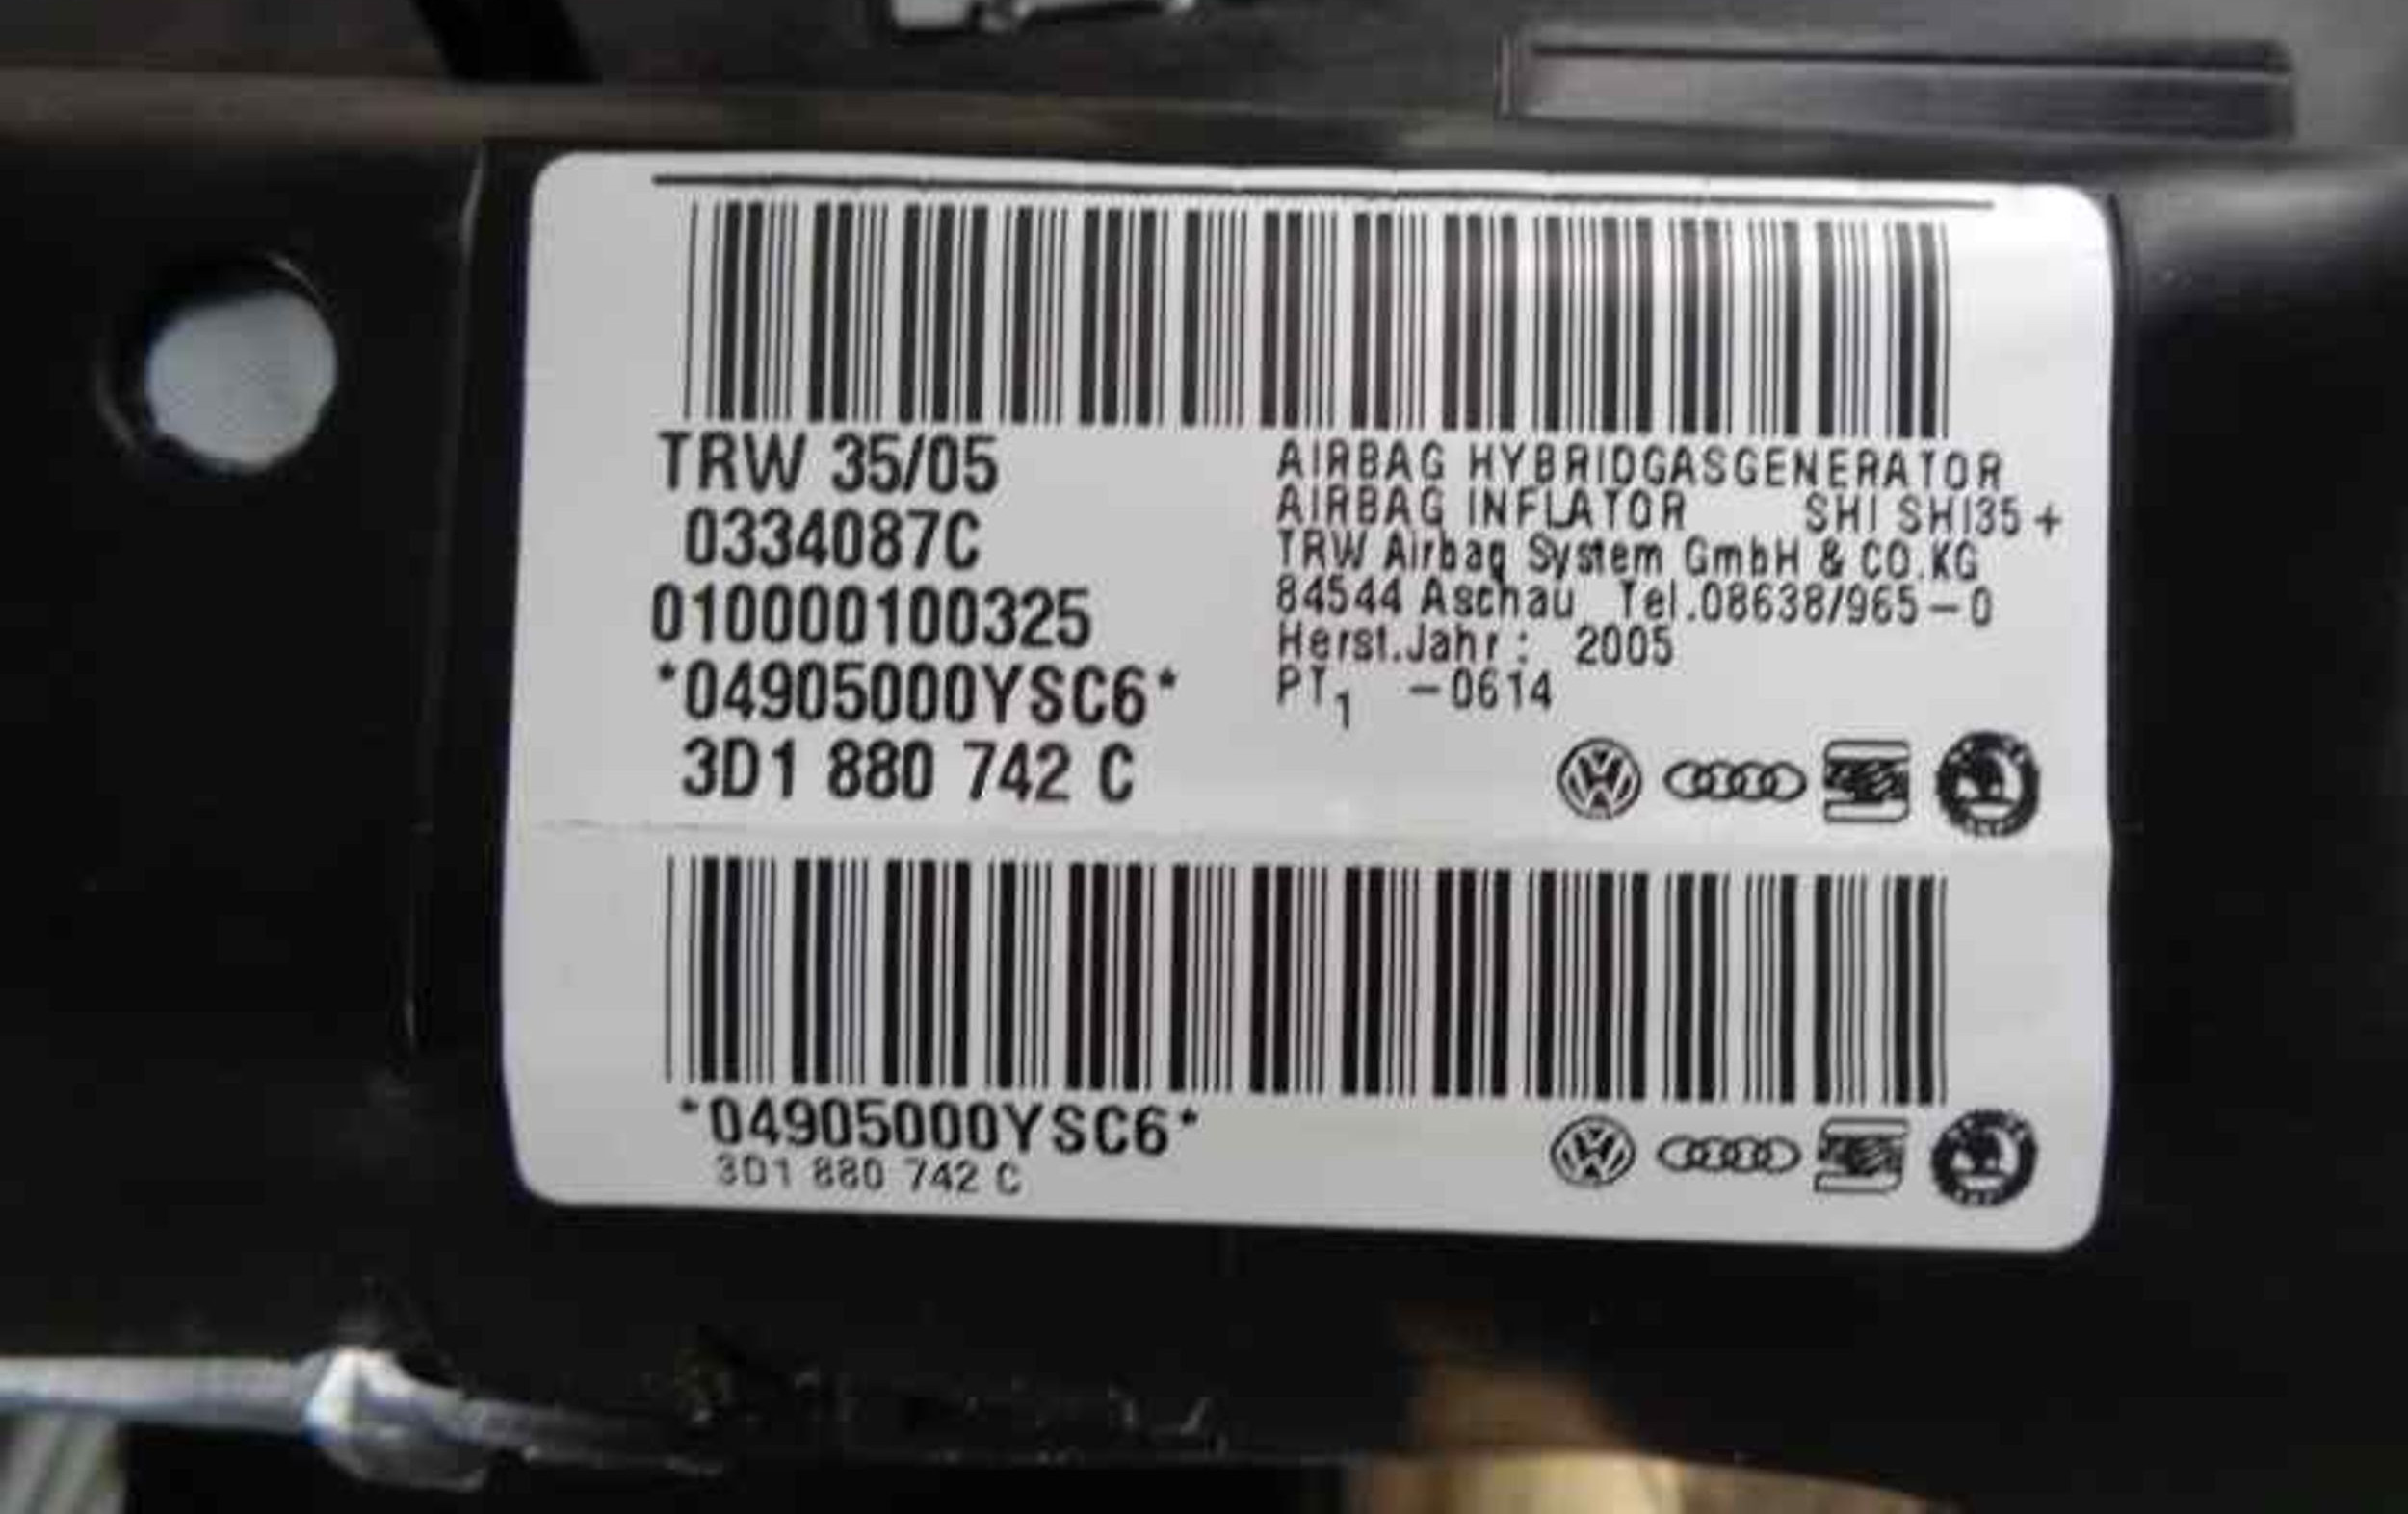 TRW 35/05
0334087C
010000100325
*04905000YSC6*
3D1 880 742 C
AIRBAG HYBRIDGASGENERATOR
AIRBAG INFLATOR SHI SHI35+
TRW Airbag System GmbH & CO.KG
84544 Aschau Tel.08638/965-0
Herst.Jahr: 2005
PT1 -0614
*04905000YSC6*
3D1 880 742 C